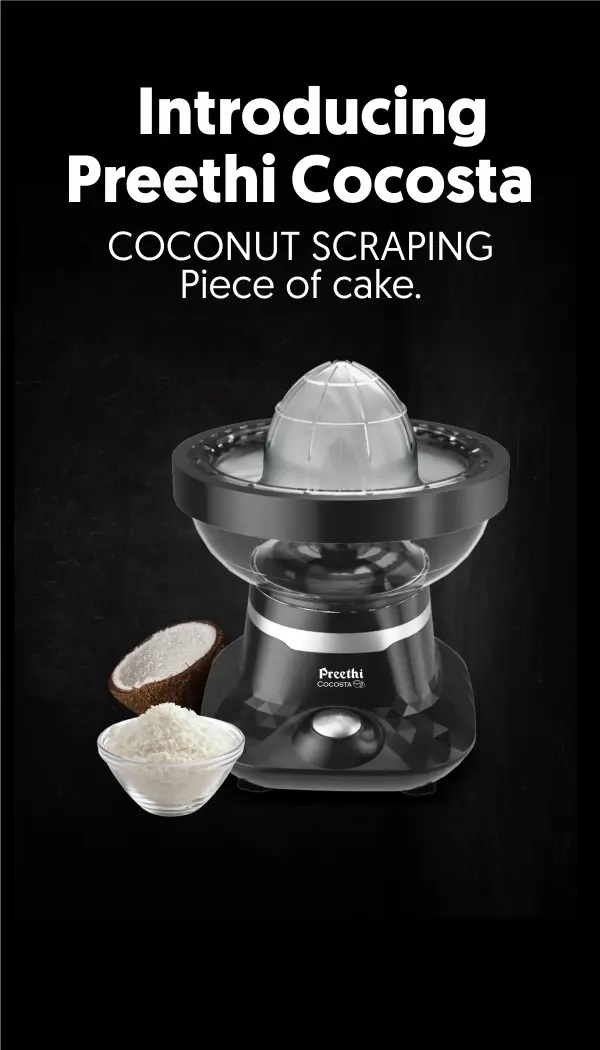 Introducing
Preethi Cocosta
COCONUT SCRAPING
Piece of cake.
Preethi
COCOSTA